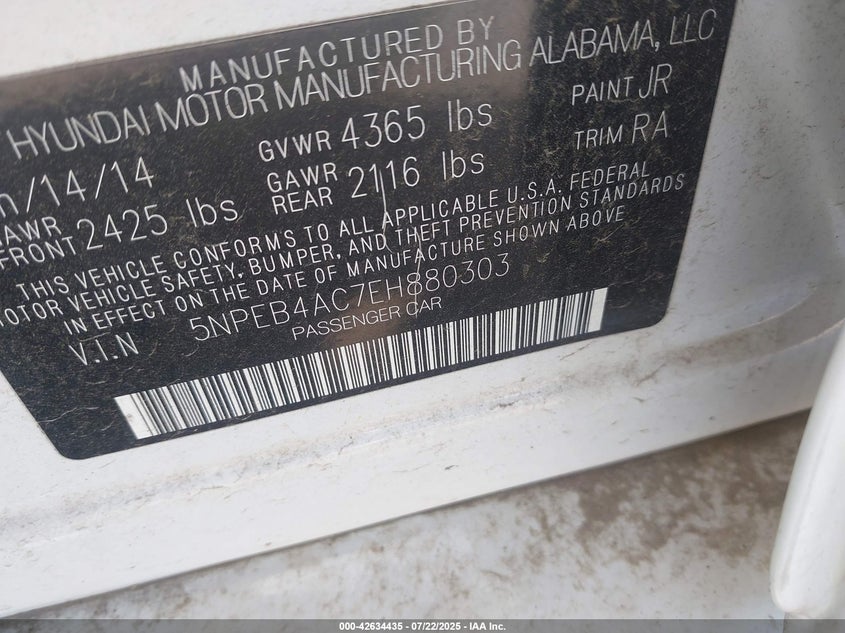 MANUFACTURED BY
HYUNDAI MOTOR MANUFACTURING ALABAMA, LLC
/14/14 GVWR 4365 lbs PAINT JR
GAWR FRONT 2425 lbs GAWR REAR 2116 lbs TRIM RA
THIS VEHICLE CONFORMS TO ALL APPLICABLE U.S.A. FEDERAL
MOTOR VEHICLE SAFETY, BUMPER, AND THEFT PREVENTION STANDARDS
IN EFFECT ON THE DATE OF MANUFACTURE SHOWN ABOVE
V.I.N 5NPEB4AC7EH880303
PASSENGER CAR
000-42634435 - 07/22/2025 - IAA Inc.